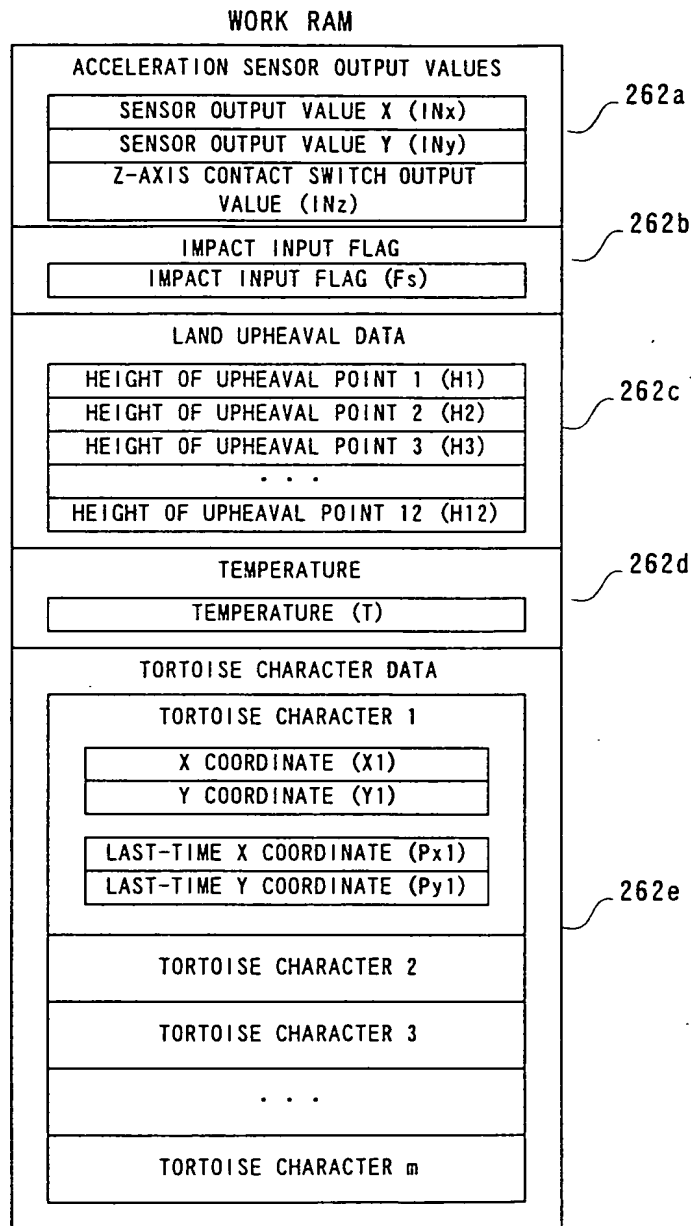 WORK RAM
ACCELERATION SENSOR OUTPUT VALUES
262a
SENSOR OUTPUT VALUE X (INx)
SENSOR OUTPUT VALUE Y (INy)
Z-AXIS CONTACT SWITCH OUTPUT
VALUE (INz)
262b
IMPACT INPUT FLAG
IMPACT INPUT FLAG (Fs)
LAND UPHEAVAL DATA
262c
HEIGHT OF UPHEAVAL POINT 1 (H1)
HEIGHT OF UPHEAVAL POINT 2 (H2)
HEIGHT OF UPHEAVAL POINT 3 (H3)
. . .
HEIGHT OF UPHEAVAL POINT 12 (H12)
262d
TEMPERATURE
TEMPERATURE (T)
TORTOISE CHARACTER DATA
TORTOISE CHARACTER 1
X COORDINATE (X1)
Y COORDINATE (Y1)
LAST-TIME X COORDINATE (Px1)
LAST-TIME Y COORDINATE (Py1)
262e
TORTOISE CHARACTER 2
TORTOISE CHARACTER 3
. . .
TORTOISE CHARACTER m